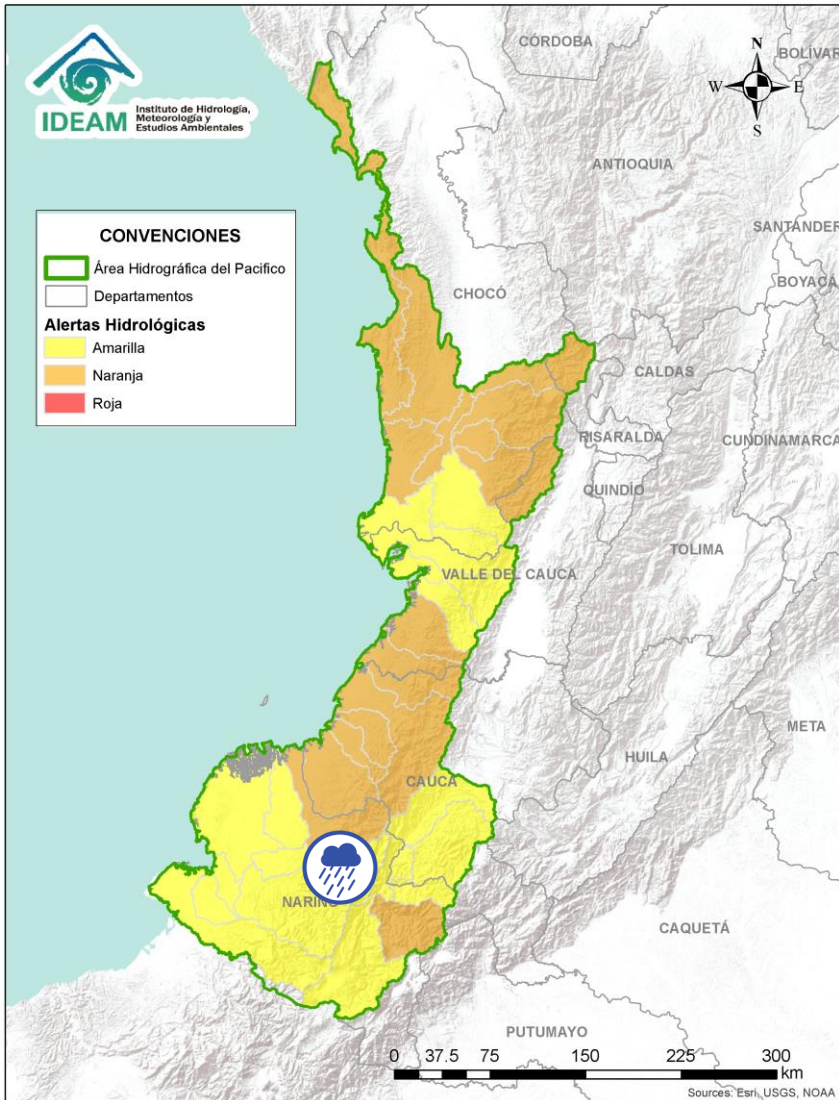 IDEAM
Instituto de Hidrología,
Meteorología y
Estudios Ambientales
CONVENCIONES
Área Hidrográfica del Pacifico
Departamentos
Alertas Hidrológicas
Amarilla
Naranja
Roja
N
W
E
S
CÓRDOBA
BOLÍVAR
ANTIOQUIA
SANTANDER
BOYACÁ
CHOCÓ
CALDAS
RISARALDA
CUNDINAMARCA
QUINDÍO
TOLIMA
VALLE DEL CAUCA
META
HUILA
CAUCA
NARIÑO
CAQUETÁ
PUTUMAYO
0 37.5 75 150 225 300
km
Sources: Esri, USGS, NOAA